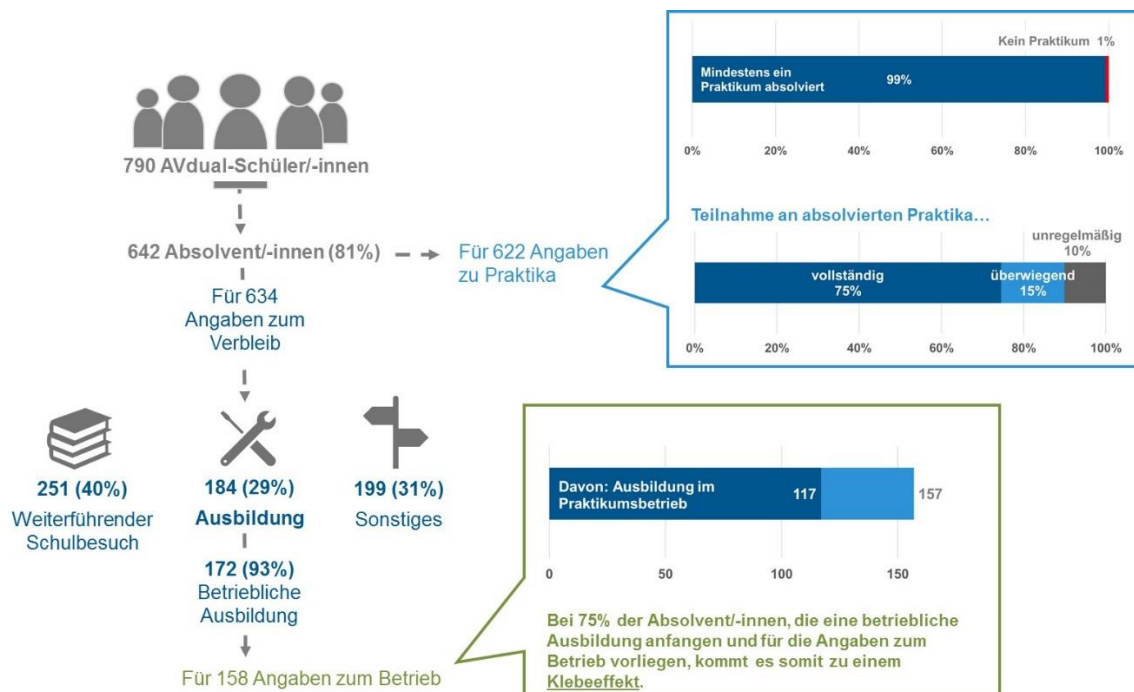 790 AVdual-Schüler/-innen
642 Absolvent/-innen (81%)
Für 622 Angaben
zu Praktika
Kein Praktikum 1%
Mindestens ein
Praktikum absolviert
99%
0% 20% 40% 60% 80% 100%
Teilnahme an absolvierten Praktika…
unregelmäßig
10%
vollständig
75%
überwiegend
15%
0% 20% 40% 60% 80% 100%
Für 634
Angaben zum
Verbleib
251 (40%)
Weiterführender
Schulbesuch
184 (29%)
Ausbildung
199 (31%)
Sonstiges
172 (93%)
Betriebliche
Ausbildung
Für 158 Angaben zum Betrieb
Davon: Ausbildung im
Praktikumsbetrieb
117
157
0 50 100 150
Bei 75% der Absolvent/-innen, die eine betriebliche
Ausbildung anfangen und für die Angaben zum
Betrieb vorliegen, kommt es somit zu einem
Klebeeffekt.